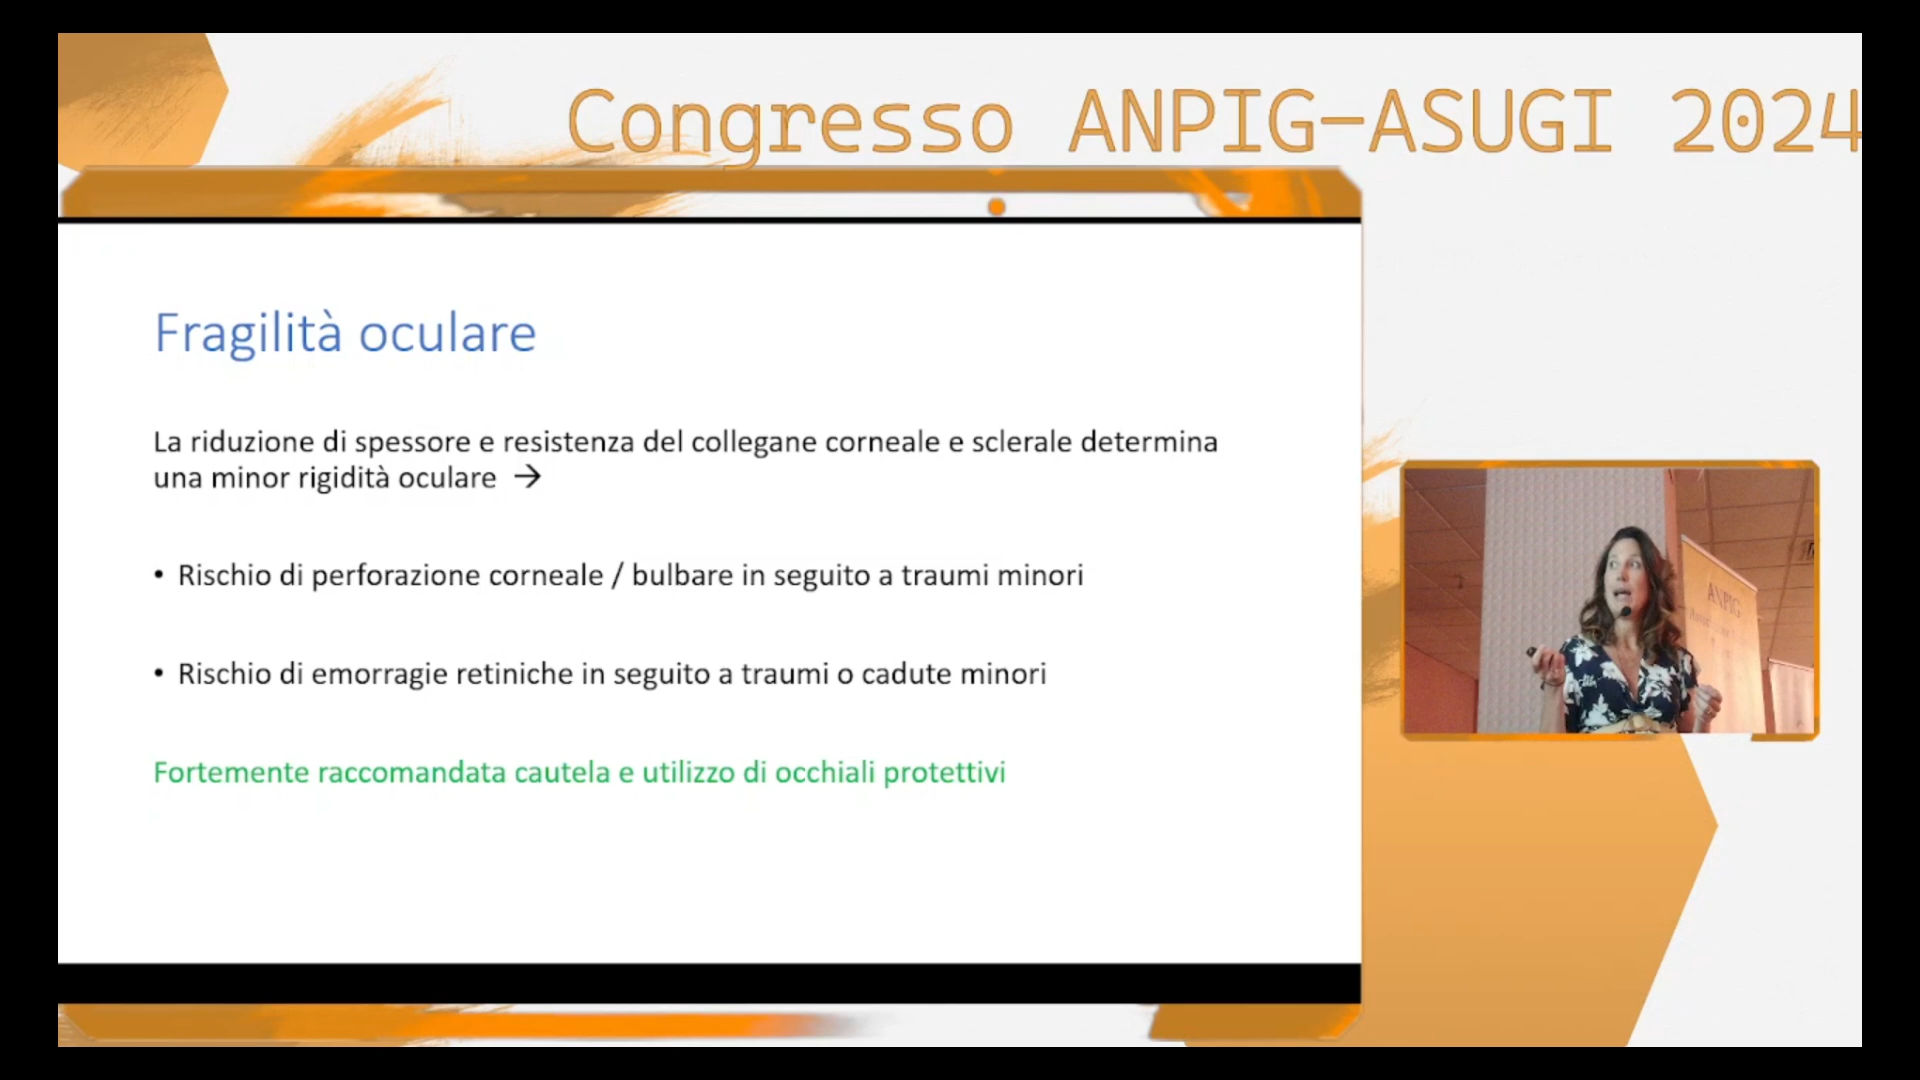 Congresso ANPIG-ASUGI 2024
Fragilità oculare
La riduzione di spessore e resistenza del collegane corneale e sclerale determina
una minor rigidità oculare →
• Rischio di perforazione corneale / bulbare in seguito a traumi minori
• Rischio di emorragie retiniche in seguito a traumi o cadute minori
Fortemente raccomandata cautela e utilizzo di occhiali protettivi
ANPIG